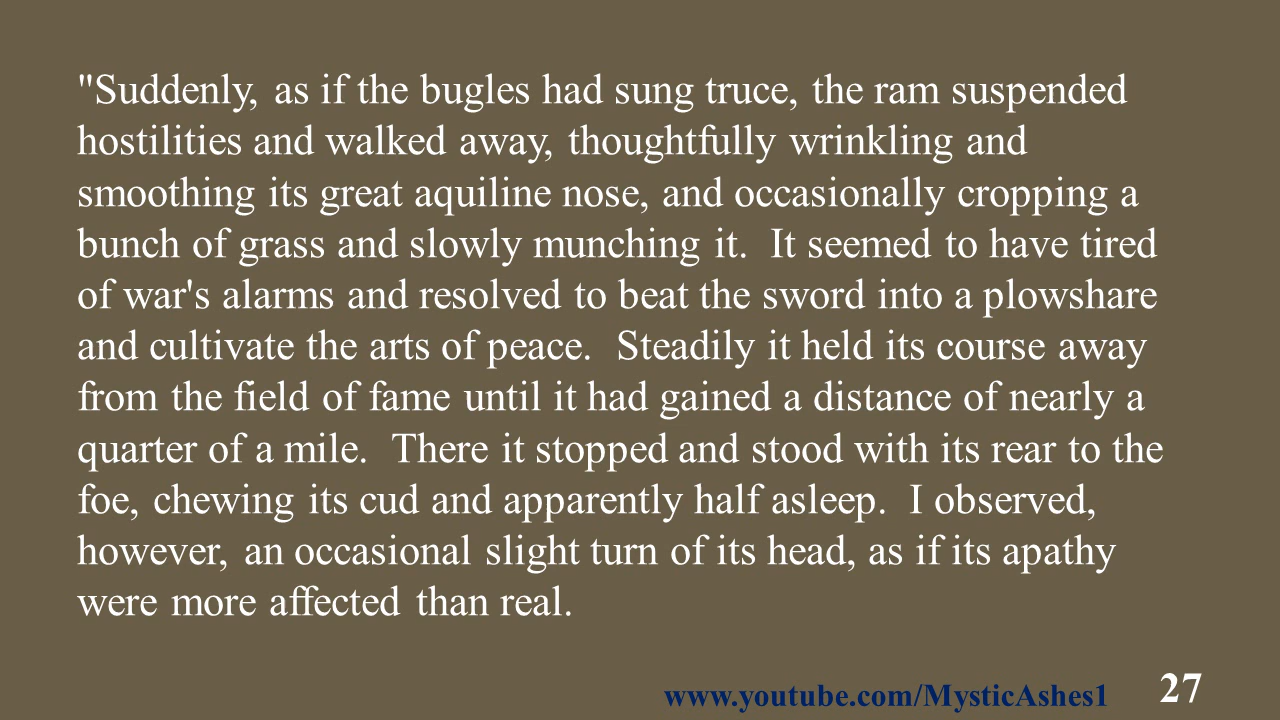 "Suddenly, as if the bugles had sung truce, the ram suspended
hostilities and walked away, thoughtfully wrinkling and
smoothing its great aquiline nose, and occasionally cropping a
bunch of grass and slowly munching it.  It seemed to have tired
of war's alarms and resolved to beat the sword into a plowshare
and cultivate the arts of peace.  Steadily it held its course away
from the field of fame until it had gained a distance of nearly a
quarter of a mile.  There it stopped and stood with its rear to the
foe, chewing its cud and apparently half asleep.  I observed,
however, an occasional slight turn of its head, as if its apathy
were more affected than real.
www.youtube.com/MysticAshes1 27